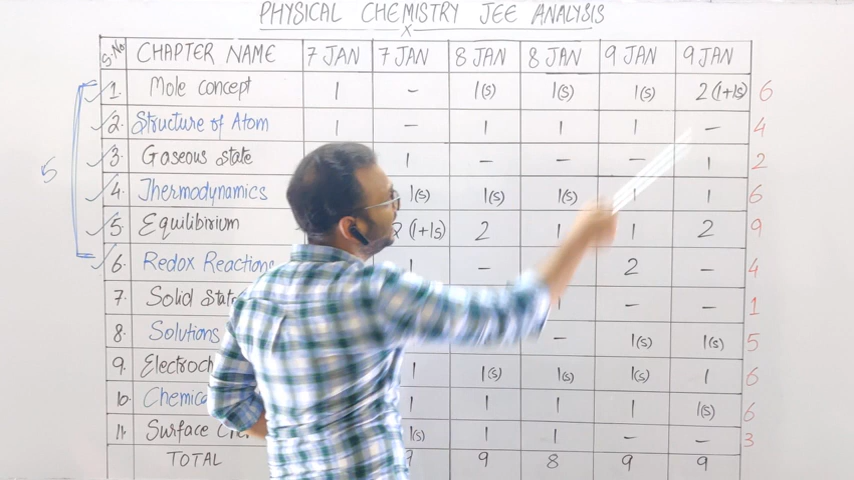 PHYSICAL CHEMISTRY JEE ANALYSIS
x
S.No CHAPTER NAME 7 JAN 7 JAN 8 JAN 8 JAN 9 JAN 9 JAN
1. Mole concept 1 - 1(s) 1(s) 1(s) 2(1+1s) 6
2. Structure of Atom 1 - 1 1 1 - 4
3. Gaseous state 1 - - - 1 2
4. Thermodynamics 1(s) 1(s) 1(s) 1 1 6
5. Equilibirium 2 (1+1s) 2 1 1 2 9
6. Redox Reactions 1 - 2 - 4
7. Solid 1 - - 1
8. Solutions - 1(s) 1(s) 5
9. 1 1(s) 1(s) 1(s) 1 6
10. 1 1 1 1 1(s) 6
11. Surface 1(s) 1 1 - - 3
TOTAL 7 9 8 9 9
5